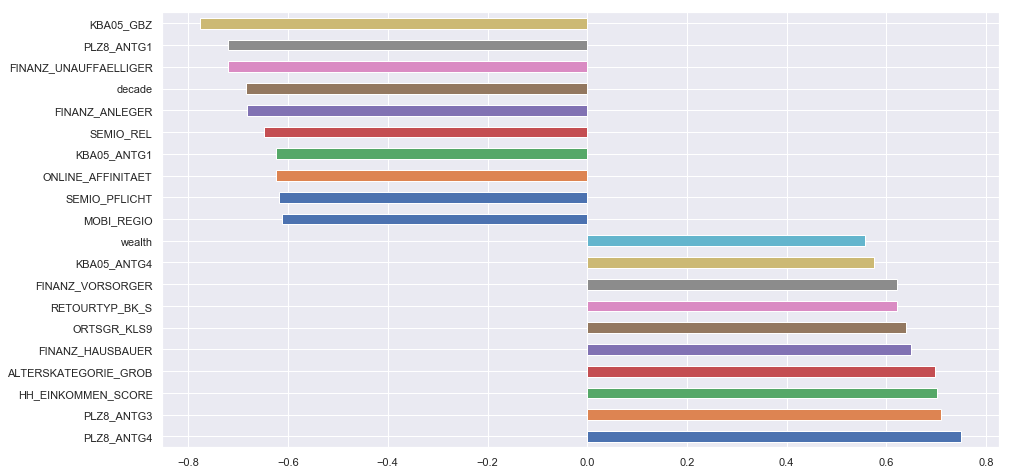 KBA05_GBZ
PLZ8_ANTG1
FINANZ_UNAUFFAELLIGER
decade
FINANZ_ANLEGER
SEMIO_REL
KBA05_ANTG1
ONLINE_AFFINITAET
SEMIO_PFLICHT
MOBI_REGIO
wealth
KBA05_ANTG4
FINANZ_VORSORGER
RETOURTYP_BK_S
ORTSGR_KLS9
FINANZ_HAUSBAUER
ALTERSKATEGORIE_GROB
HH_EINKOMMEN_SCORE
PLZ8_ANTG3
PLZ8_ANTG4
−0.8 −0.6 −0.4 −0.2 0.0 0.2 0.4 0.6 0.8